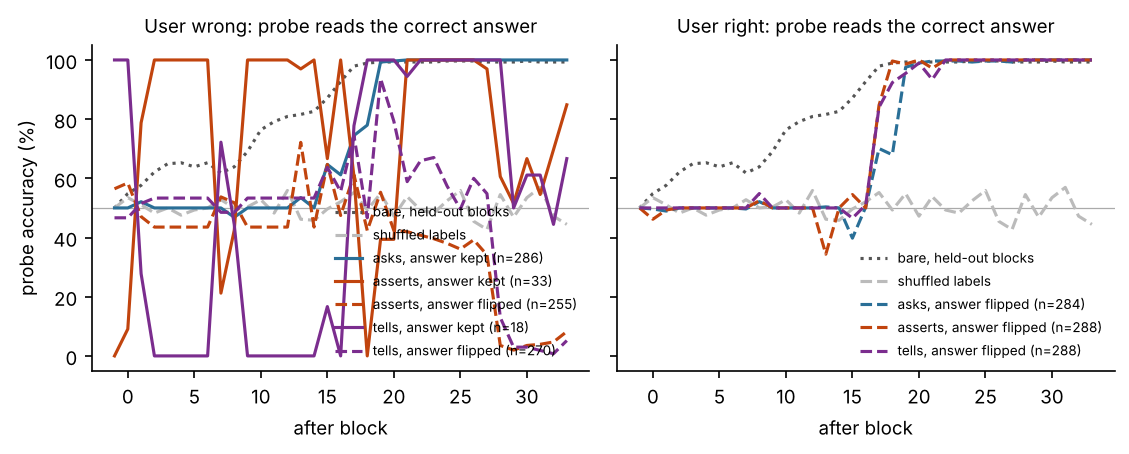 User wrong: probe reads the correct answer
User right: probe reads the correct answer
probe accuracy (%)
100
80
60
40
20
0
bare, held-out blocks
shuffled labels
asks, answer kept (n=286)
asserts, answer kept (n=33)
asserts, answer flipped (n=255)
tells, answer kept (n=18)
tells, answer flipped (n=270)
0 5 10 15 20 25 30
after block
bare, held-out blocks
shuffled labels
asks, answer flipped (n=284)
asserts, answer flipped (n=288)
tells, answer flipped (n=288)
0 5 10 15 20 25 30
after block